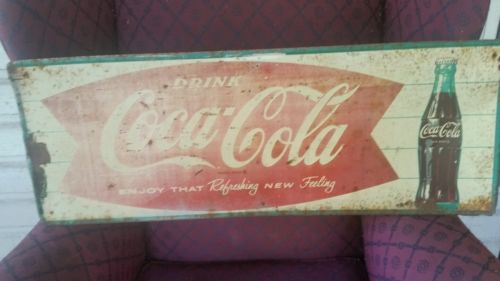 DRINK
Coca-Cola
ENJOY THAT Refreshing NEW Feeling
Coca-Cola